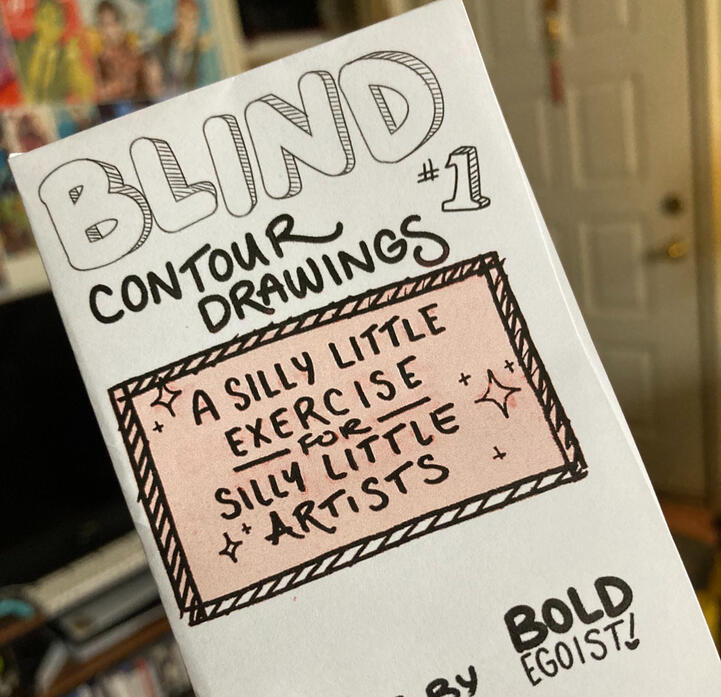 BLIND
#1
CONTOUR
DRAWINGS
A SILLY LITTLE
EXERCISE
FOR
SILLY LITTLE
ARTISTS
BY
BOLD
EGOIST!